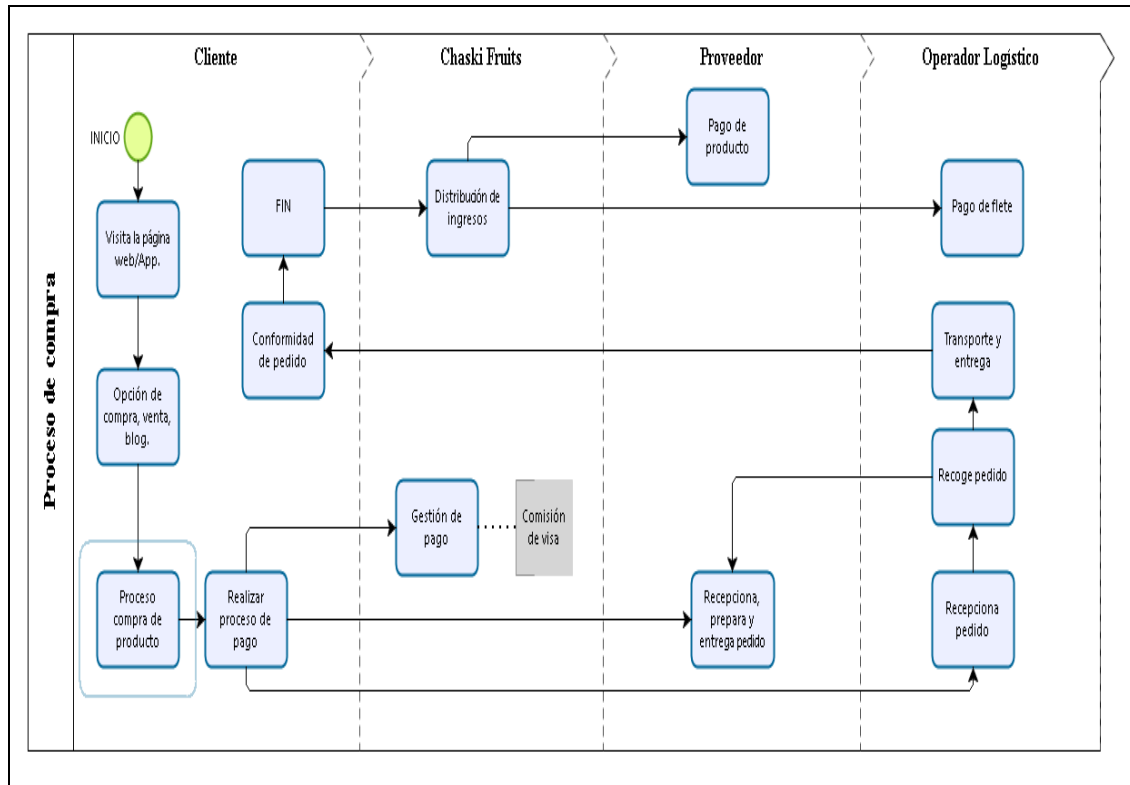 Proceso de compra
Cliente
Chaski Fruits
Proveedor
Operador Logístico
INICIO
Visita la página
web/App.
Opción de
compra, venta,
blog.
Proceso
compra de
producto
Realizar
proceso de
pago
FIN
Conformidad
de pedido
Distribución de
ingresos
Gestión de
pago
Comisión
de visa
Pago de
producto
Recepciona,
prepara y
entrega pedido
Pago de flete
Transporte y
entrega
Recoge pedido
Recepciona
pedido